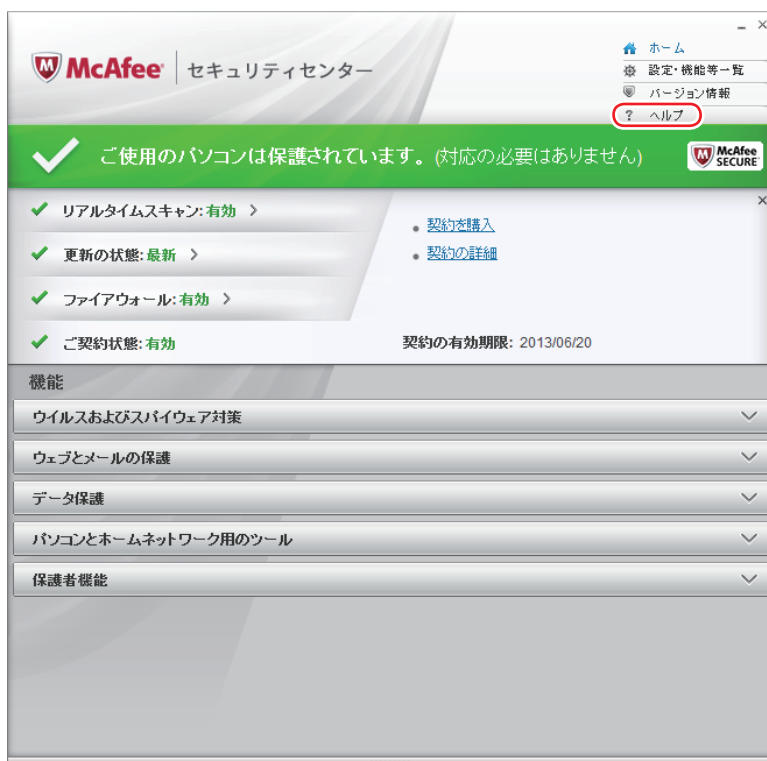 McAfee セキュリティセンター
ホーム
設定・機能等一覧
バージョン情報
? ヘルプ
ご使用のパソコンは保護されています。(対応の必要はありません)
McAfee
SECURE
リアルタイムスキャン:有効
更新の状態:最新
ファイアウォール:有効
ご契約状態:有効
契約を購入
契約の詳細
契約の有効期限: 2013/06/20
機能
ウイルスおよびスパイウェア対策
ウェブとメールの保護
データ保護
パソコンとホームネットワーク用のツール
保護者機能